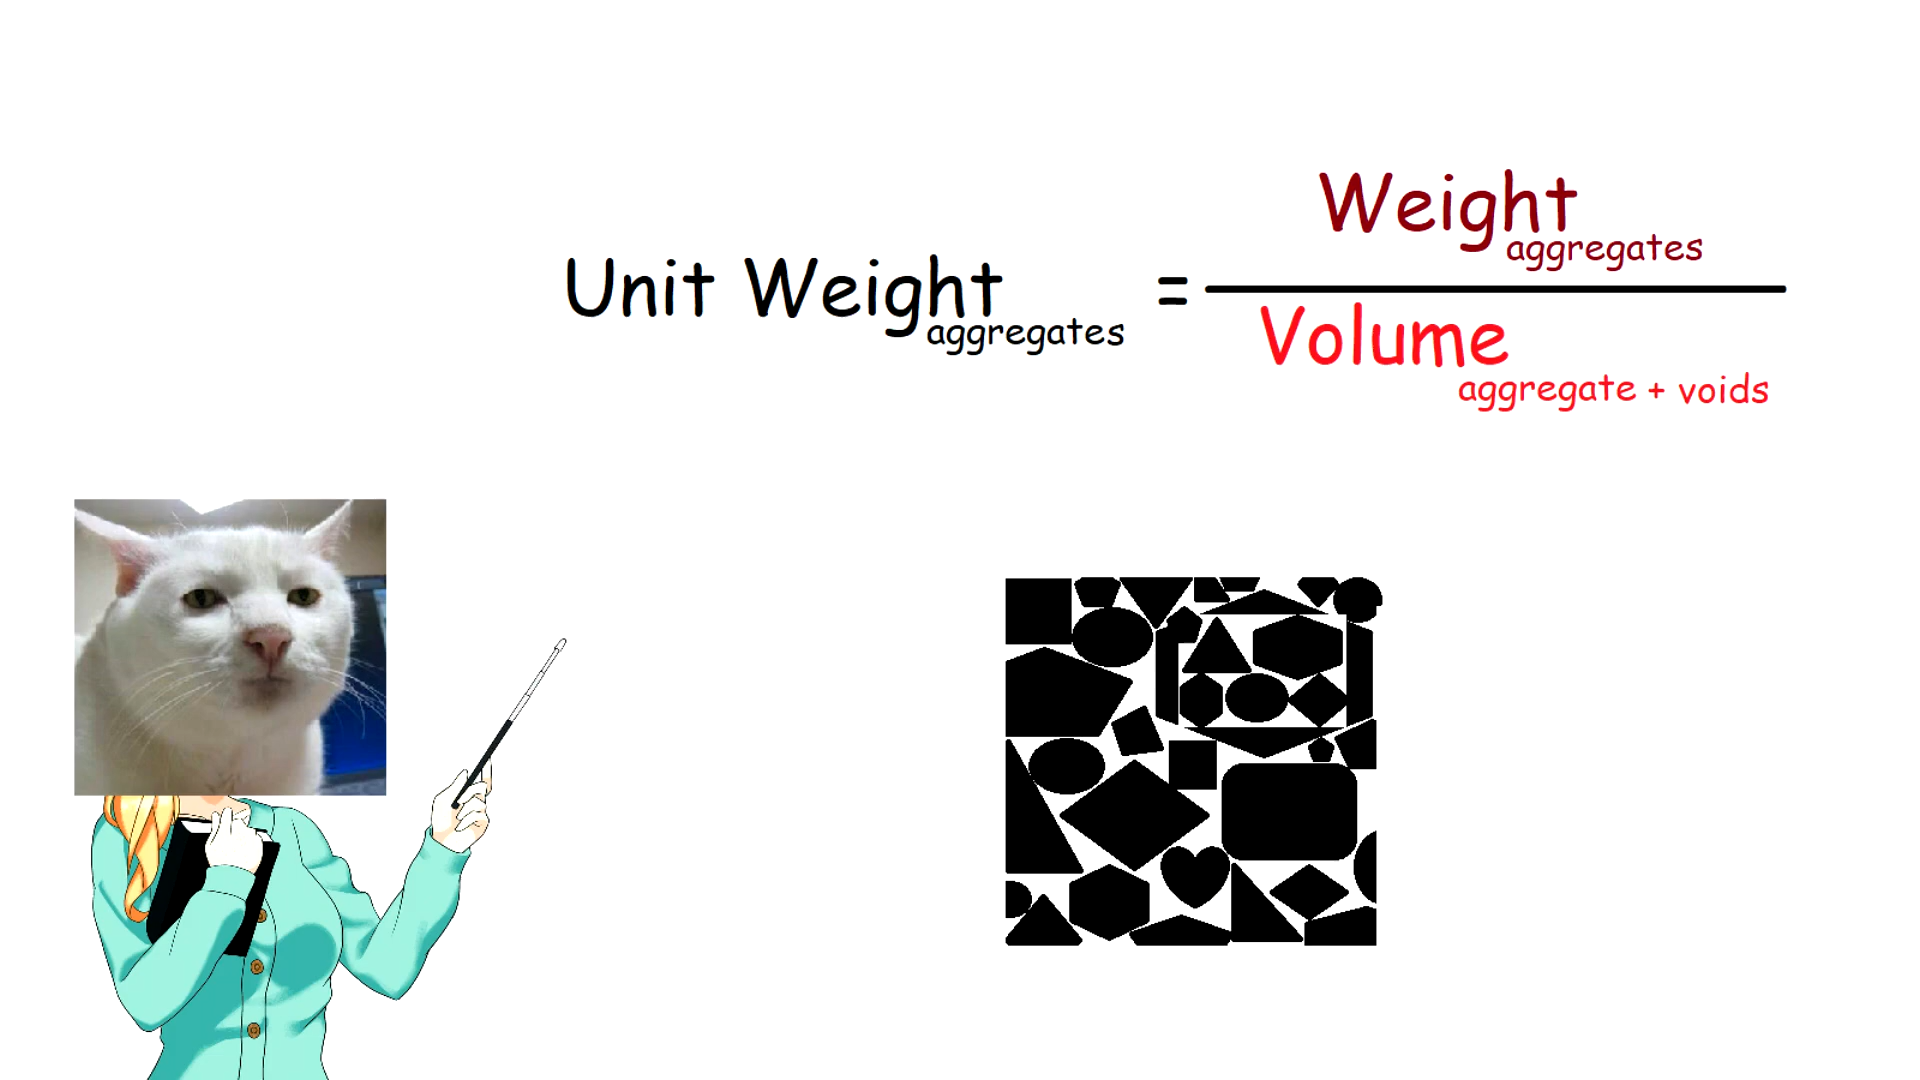 Unit Weight aggregates = Weight aggregates
Volume aggregate + voids